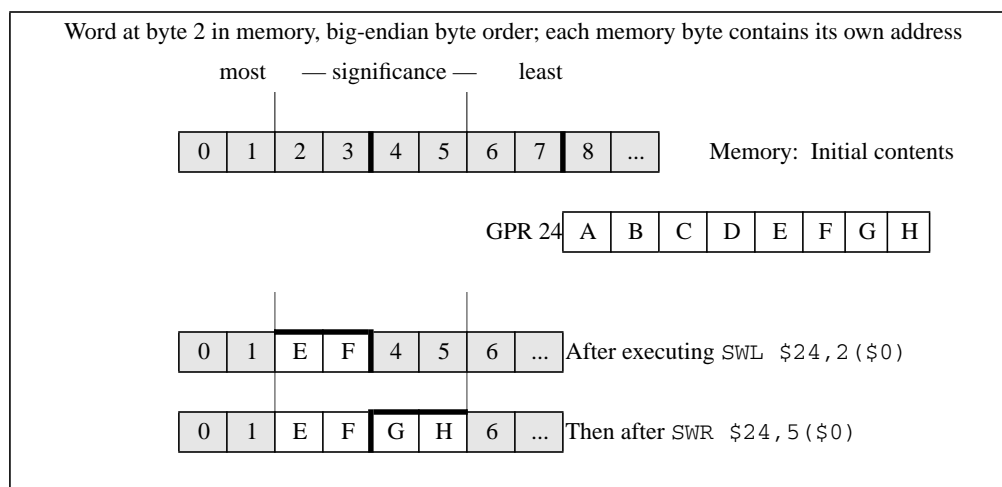 Word at byte 2 in memory, big-endian byte order; each memory byte contains its own address
most — significance — least
0 1 2 3 4 5 6 7 8 ... Memory: Initial contents
GPR 24 A B C D E F G H
0 1 E F 4 5 6 ... After executing SWL $24,2($0)
0 1 E F G H 6 ... Then after SWR $24,5($0)